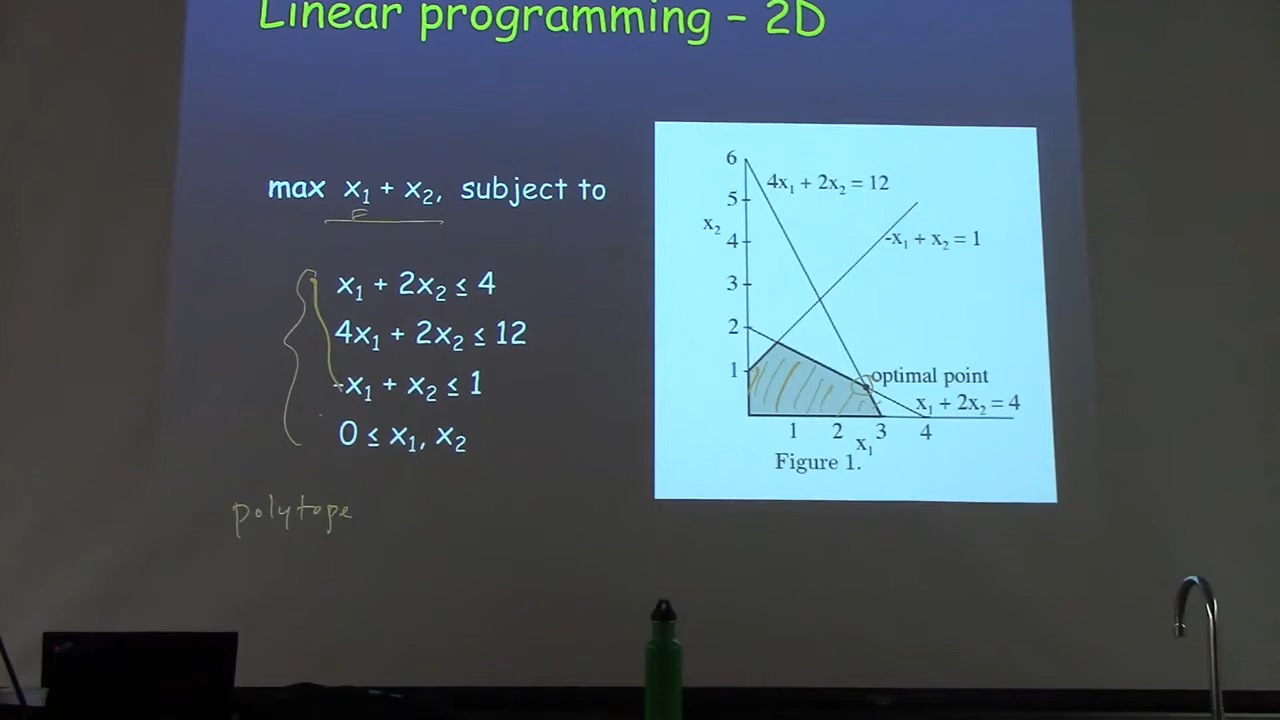 Linear programming – 2D
max x₁ + x₂, subject to
x₁ + 2x₂ ≤ 4
4x₁ + 2x₂ ≤ 12
-x₁ + x₂ ≤ 1
0 ≤ x₁, x₂
polytope
6
4x₁ + 2x₂ = 12
5
x₂
4
-x₁ + x₂ = 1
3
2
1
optimal point
x₁ + 2x₂ = 4
1 2 3 4
x₁
Figure 1.